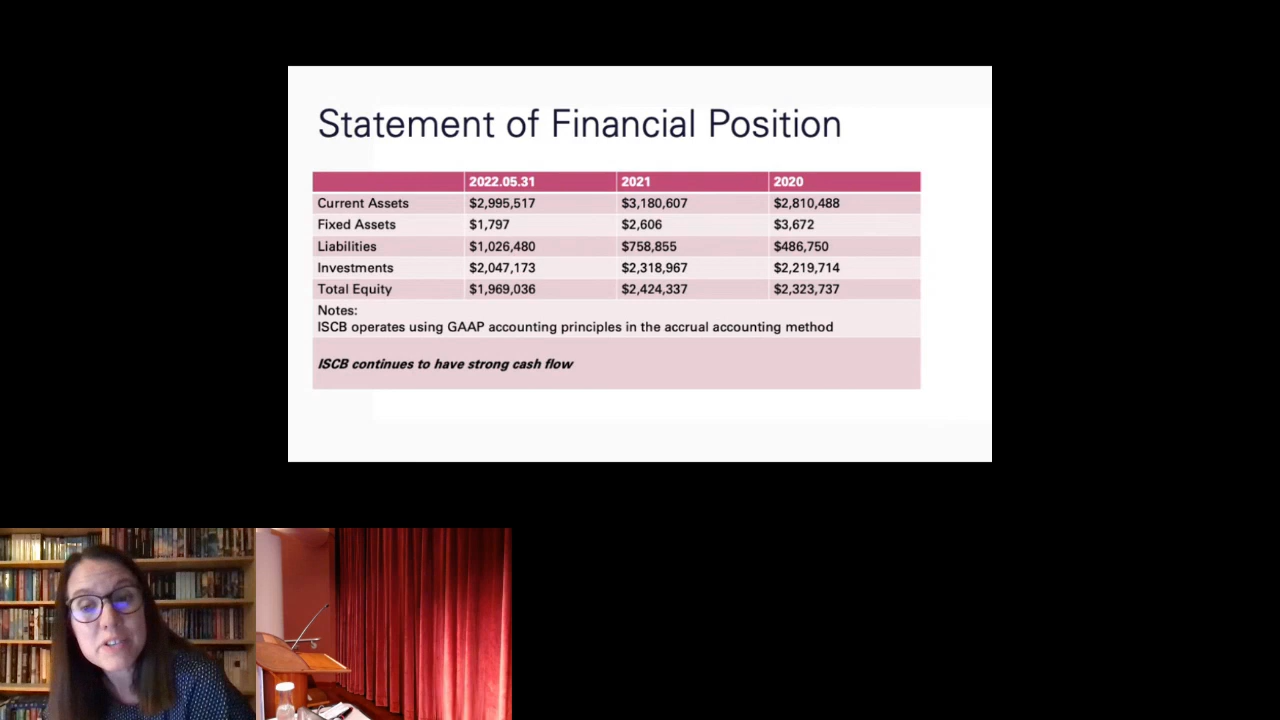 Statement of Financial Position
2022.05.31 2021 2020
Current Assets $2,995,517 $3,180,607 $2,810,488
Fixed Assets $1,797 $2,606 $3,672
Liabilities $1,026,480 $758,855 $486,750
Investments $2,047,173 $2,318,967 $2,219,714
Total Equity $1,969,036 $2,424,337 $2,323,737
Notes:
ISCB operates using GAAP accounting principles in the accrual accounting method
ISCB continues to have strong cash flow